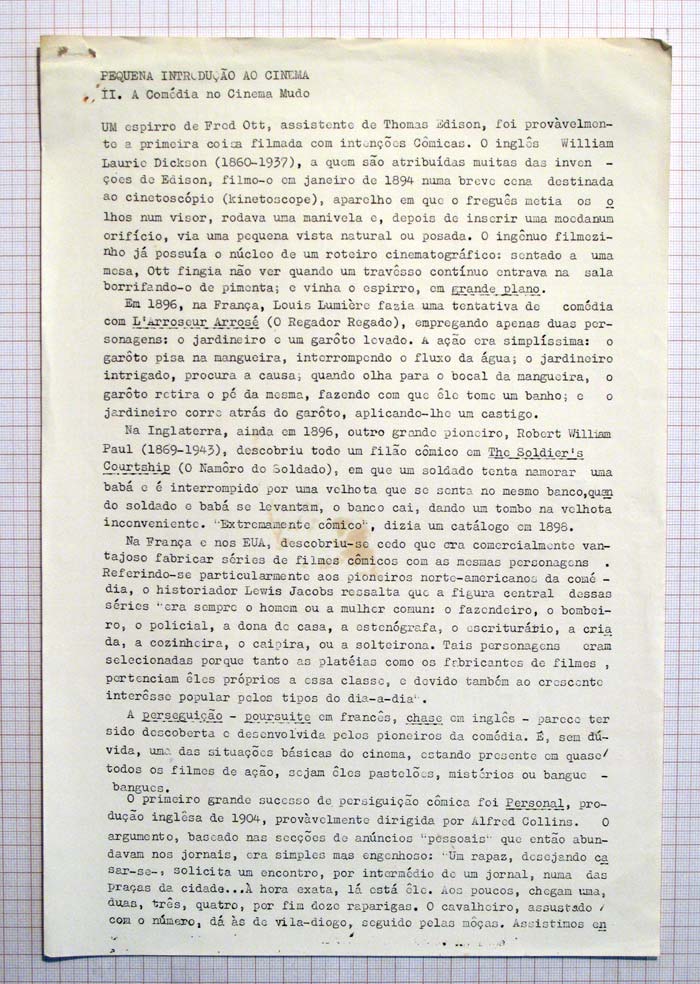 PEQUENA INTRODUÇÃO AO CINEMA
II. A Comédia no Cinema Mudo
UM espirro de Fred Ott, assistente de Thomas Edison, foi provàvelmen-
te a primeira coisa filmada com intenções Cômicas. O inglês William
Laurie Dickson (1860-1937), a quem são atribuídas muitas das inven -
ções de Edison, filmo-o em janeiro de 1894 numa breve cena destinada
ao cinetoscópio (kinetoscope), aparelho em que o freguês metia os o
lhos num visor, rodava uma manivela e, depois de inserir uma moedanum
orifício, via uma pequena vista natural ou posada. O ingênuo filmezi-
nho já possuía o núcleo de um roteiro cinematográfico: sentado a uma
mesa, Ott fingia não ver quando um travêsso contínuo entrava na sala
borrifando-o de pimenta; e vinha o espirro, em grande plano.
Em 1896, na França, Louis Lumière fazia uma tentativa de comédia
com L'Arroseur Arrosé (O Regador Regado), empregando apenas duas per-
sonagens: o jardineiro e um garôto levado. A ação era simplíssima: o
garôto pisa na mangueira, interrompendo o fluxo da água; o jardineiro
intrigado, procura a causa; quando olha para o bocal da mangueira, o
garôto retira o pé da mesma, fazendo com que êle tome um banho; e o
jardineiro corre atrás do garôto, aplicando-lhe um castigo.
Na Inglaterra, ainda em 1896, outro grande pioneiro, Robert William
Paul (1869-1943), descobriu todo um filão cômico em The Soldier's
Courtship (O Namôro do Soldado), em que um soldado tenta namorar uma
babá e é interrompido por uma velhota que se senta no mesmo banco,quan
do soldado e babá se levantam, o banco cai, dando um tombo na velhota
inconveniente. "Extremamente cômico", dizia um catálogo em 1898.
Na França e nos EUA, descobriu-se cedo que era comercialmente van-
tajoso fabricar séries de filmes cômicos com as mesmas personagens .
Referindo-se particularmente aos pioneiros norte-americanos da comé -
dia, o historiador Lewis Jacobs ressalta que a figura central dessas
séries "era sempre o homem ou a mulher comum: o fazendeiro, o bombei-
ro, o policial, a dona de casa, a estenógrafa, o escriturário, a cria
da, a cozinheira, o caipira, ou a solteirona. Tais personagens eram
selecionadas porque tanto as platéias como os fabricantes de filmes ,
pertenciam êles próprios a essa classe, e devido também ao crescente
interêsse popular pelos tipos do dia-a-dia".
A perseguição - poursuite em francês, chase em inglês - parece ter
sido descoberta e desenvolvida pelos pioneiros da comédia. É, sem dú-
vida, uma das situações básicas do cinema, estando presente em quase/
todos os filmes de ação, sejam êles pastelões, mistérios ou bangue -
bangues.
O primeiro grande sucesso de persiguição cômica foi Personal, pro-
dução inglêsa de 1904, provàvelmente dirigida por Alfred Collins. O
argumento, baseado nas secções de anúncios "pessoais" que então abun-
davam nos jornais, era simples mas engenhoso: "Um rapaz, desejando ca
sar-se-, solicita um encontro, por intermédio de um jornal, numa das
praças da cidade...À hora exata, lá está êle. Aos poucos, chegam uma,
duas, três, quatro, por fim doze raparigas. O cavalheiro, assustado /
com o número, dá às de vila-diogo, seguido pelas môças. Assistimos en